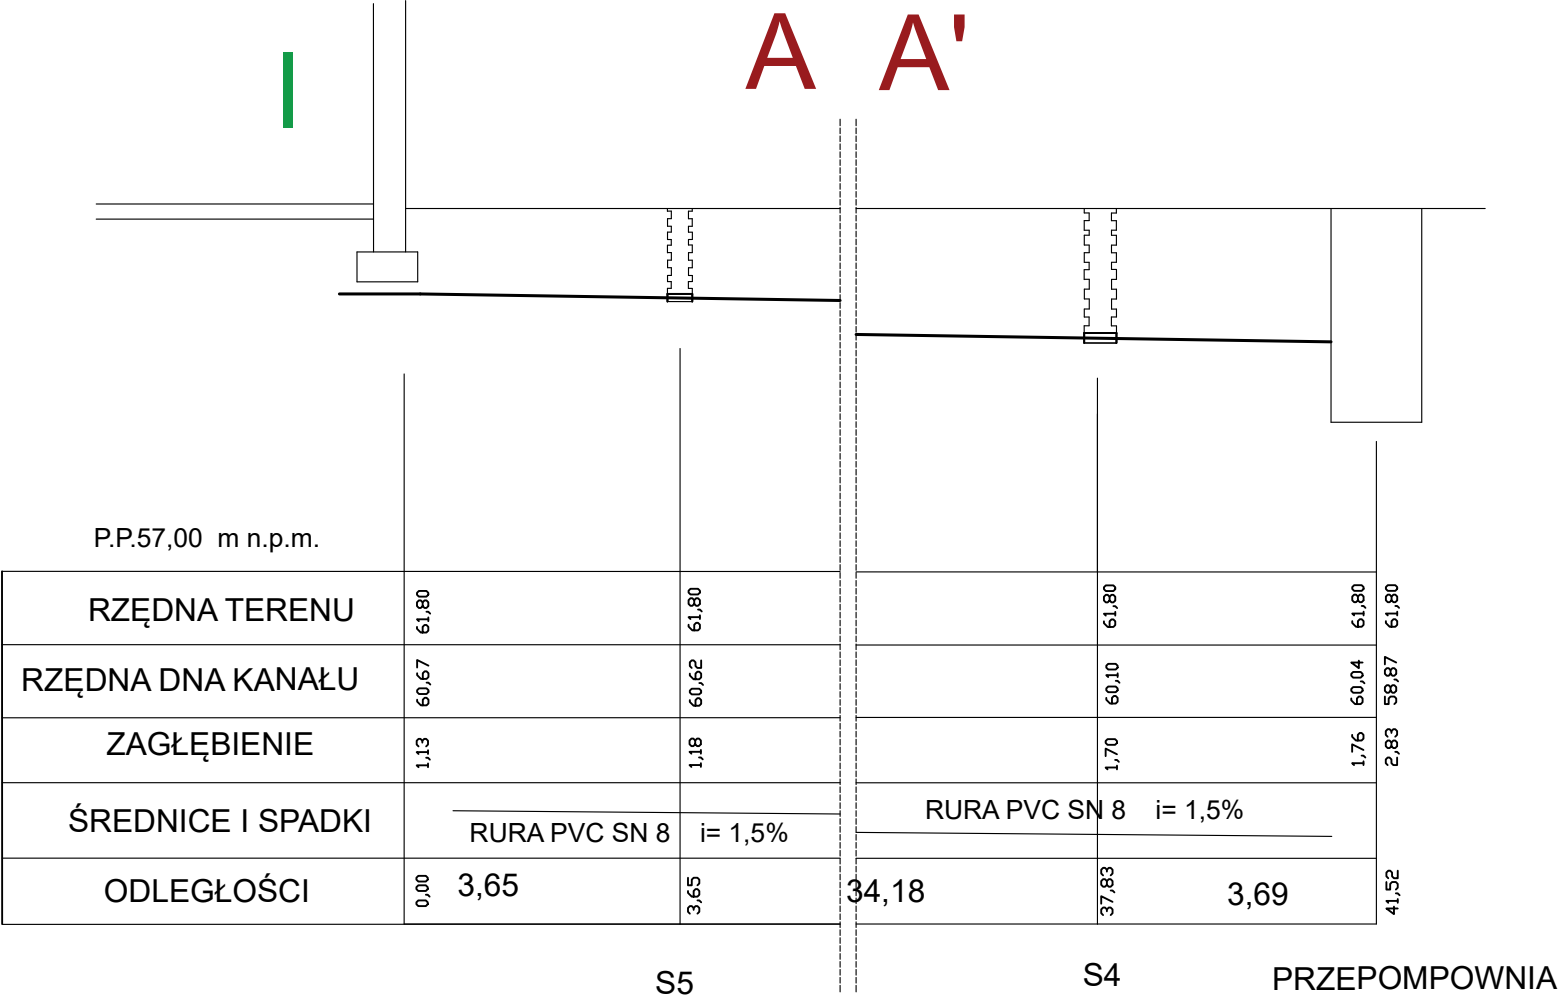 I
A A'
P.P.57,00 m n.p.m.
RZĘDNA TERENU 61,80 61,80 61,80 61,80 61,80
RZĘDNA DNA KANAŁU 60,67 60,62 60,10 60,04 58,87
ZAGŁĘBIENIE 1,13 1,18 1,70 1,76 2,83
ŚREDNICE I SPADKI RURA PVC SN 8 i= 1,5% RURA PVC SN 8 i= 1,5%
ODLEGŁOŚCI 0,00 3,65 3,65 34,18 37,83 3,69 41,52
S5 S4 PRZEPOMPOWNIA